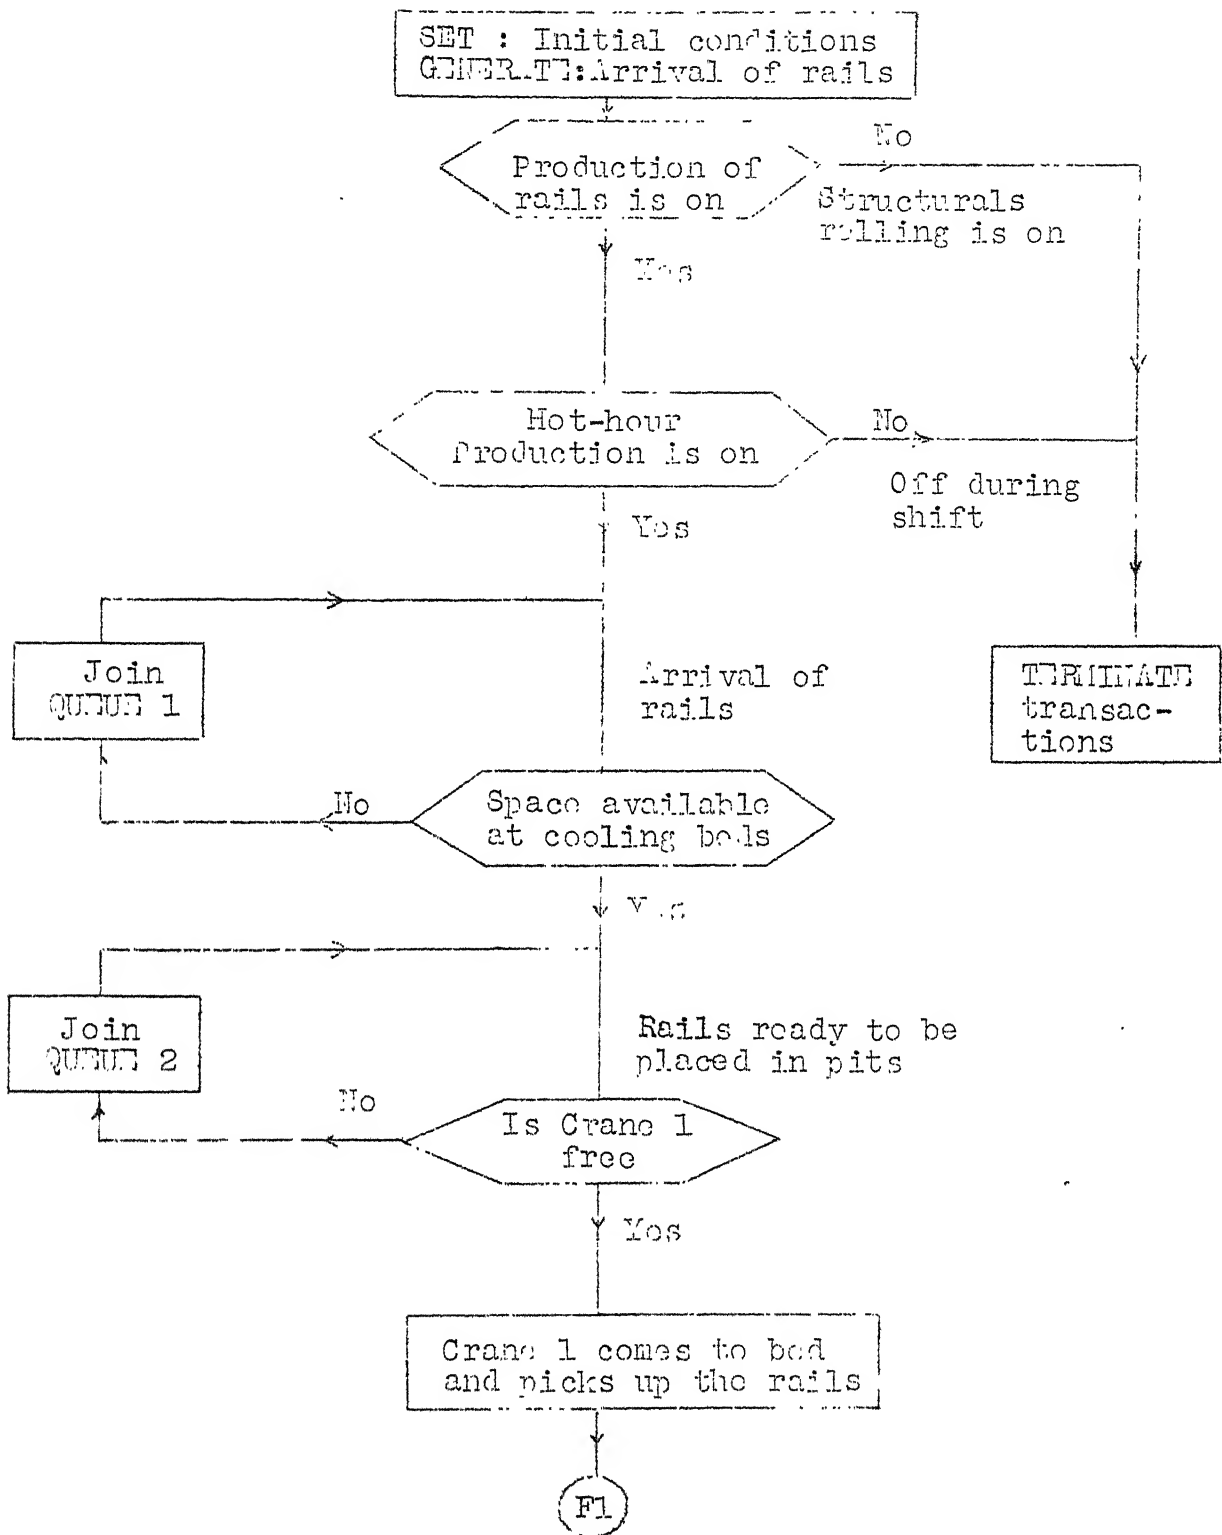 SET : Initial conditions
GENERATE:Arrival of rails
No
Production of
rails is on
Structurals
rolling is on
Yes
Hot-hour
Production is on
No
Off during
shift
Yes
Join
QUEUE 1
Arrival of
rails
TERMINATE
transac-
tions
No
Space available
at cooling beds
Yes
Join
QUEUE 2
Rails ready to be
placed in pits
No
Is Crane 1
free
Yes
Crane 1 comes to bed
and picks up the rails
F1